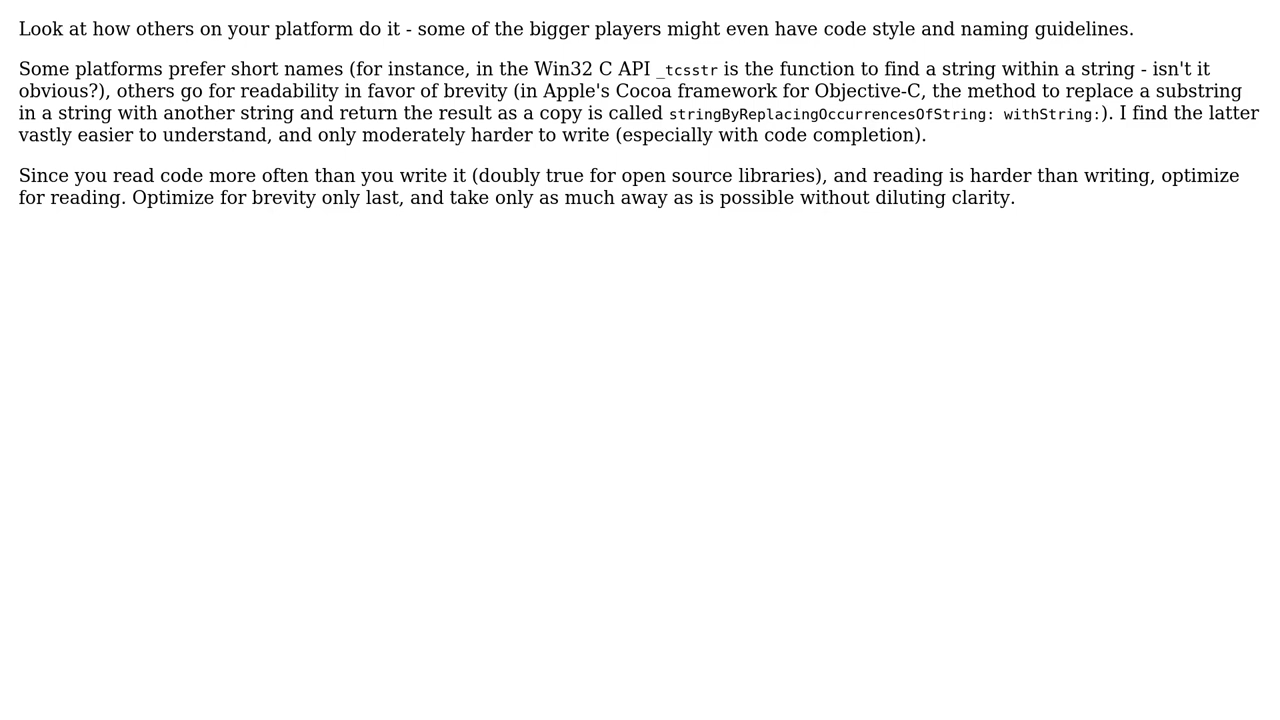 Look at how others on your platform do it - some of the bigger players might even have code style and naming guidelines.
Some platforms prefer short names (for instance, in the Win32 C API _tcsstr is the function to find a string within a string - isn't it
obvious?), others go for readability in favor of brevity (in Apple's Cocoa framework for Objective-C, the method to replace a substring
in a string with another string and return the result as a copy is called stringByReplacingOccurrencesOfString: withString:). I find the latter
vastly easier to understand, and only moderately harder to write (especially with code completion).
Since you read code more often than you write it (doubly true for open source libraries), and reading is harder than writing, optimize
for reading. Optimize for brevity only last, and take only as much away as is possible without diluting clarity.